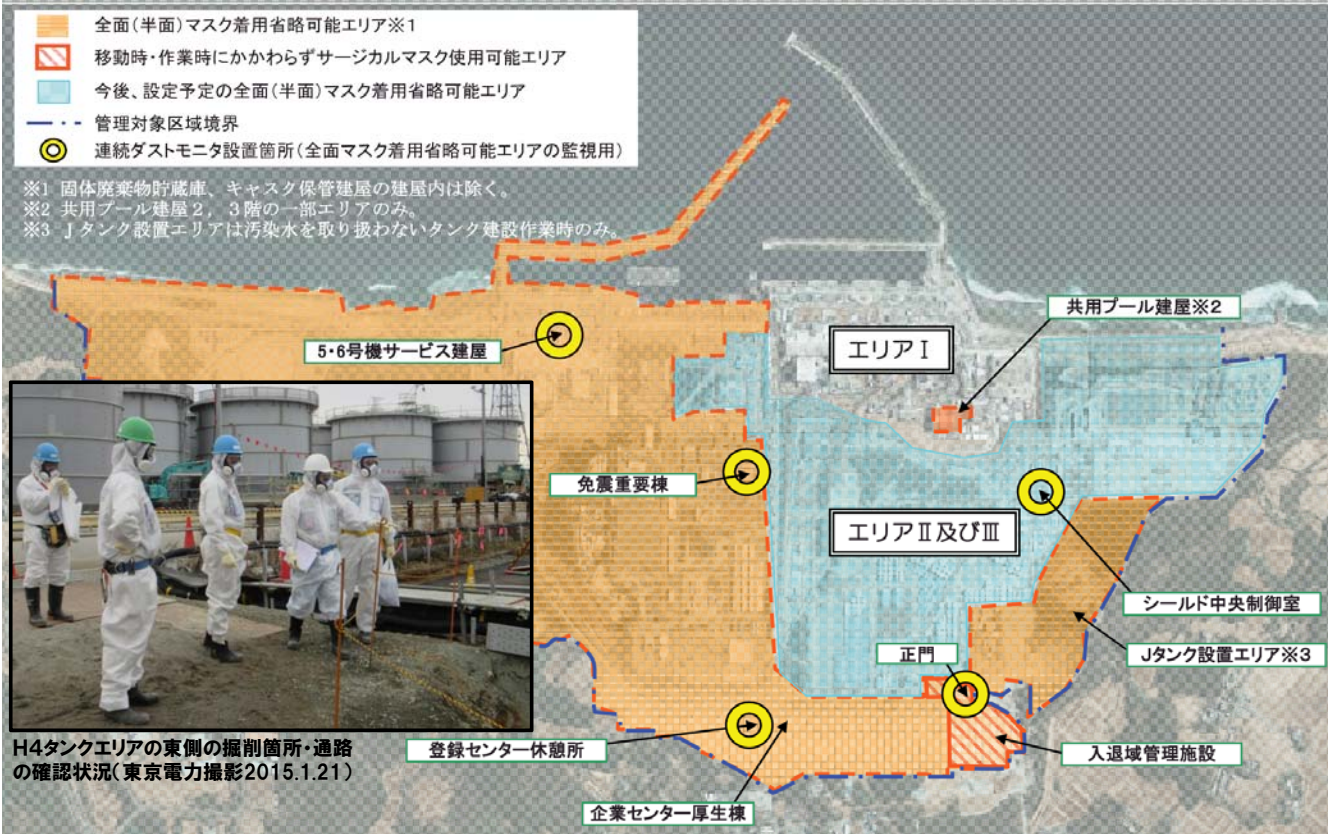 全面(半面)マスク着用省略可能エリア※1
移動時・作業時にかかわらずサージカルマスク使用可能エリア
今後、設定予定の全面(半面)マスク着用省略可能エリア
管理対象区域境界
連続ダストモニタ設置箇所(全面マスク着用省略可能エリアの監視用)
※1 固体廃棄物貯蔵庫、キャスク保管建屋の建屋内は除く。
※2 共用プール建屋2，3階の一部エリアのみ。
※3 Jタンク設置エリアは汚染水を取り扱わないタンク建設作業時のみ。
共用プール建屋※2
5・6号機サービス建屋
エリアⅠ
免震重要棟
エリアⅡ及びⅢ
シールド中央制御室
正門
Jタンク設置エリア※3
登録センター休憩所
入退域管理施設
企業センター厚生棟
H4タンクエリアの東側の掘削箇所・通路
の確認状況(東京電力撮影2015.1.21)